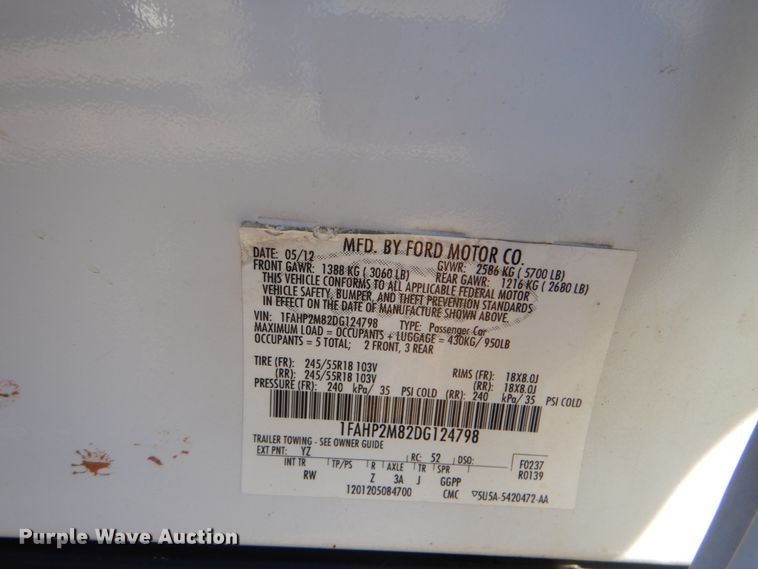 MFD. BY FORD MOTOR CO.
DATE: 05/12 GVWR: 2586 KG ( 5700 LB)
FRONT GAWR: 1388 KG ( 3060 LB) REAR GAWR: 1216 KG ( 2680 LB)
THIS VEHICLE CONFORMS TO ALL APPLICABLE FEDERAL MOTOR
VEHICLE SAFETY, BUMPER, AND THEFT PREVENTION STANDARDS
IN EFFECT ON THE DATE OF MANUFACTURE SHOWN ABOVE.
VIN: 1FAHP2M82DG124798 TYPE: Passenger Car
MAXIMUM LOAD = OCCUPANTS + LUGGAGE = 430KG/ 950LB
OCCUPANTS = 5 TOTAL; 2 FRONT, 3 REAR
TIRE (FR): 245/55R18 103V RIMS (FR): 18X8.0J
(RR): 245/55R18 103V (RR): 18X8.0J
PRESSURE (FR): 240 kPa/ 35 PSI COLD (RR): 240 kPa/ 35 PSI COLD
1FAHP2M82DG124798
TRAILER TOWING - SEE OWNER GUIDE
EXT PNT: YZ RC: 52 DSO: F0237
INT TR TP/PS R AXLE TR SPR R0139
RW Z 3A J GGPP
1201205084700 CMC 5U5A-5420472-AA
Purple Wave Auction